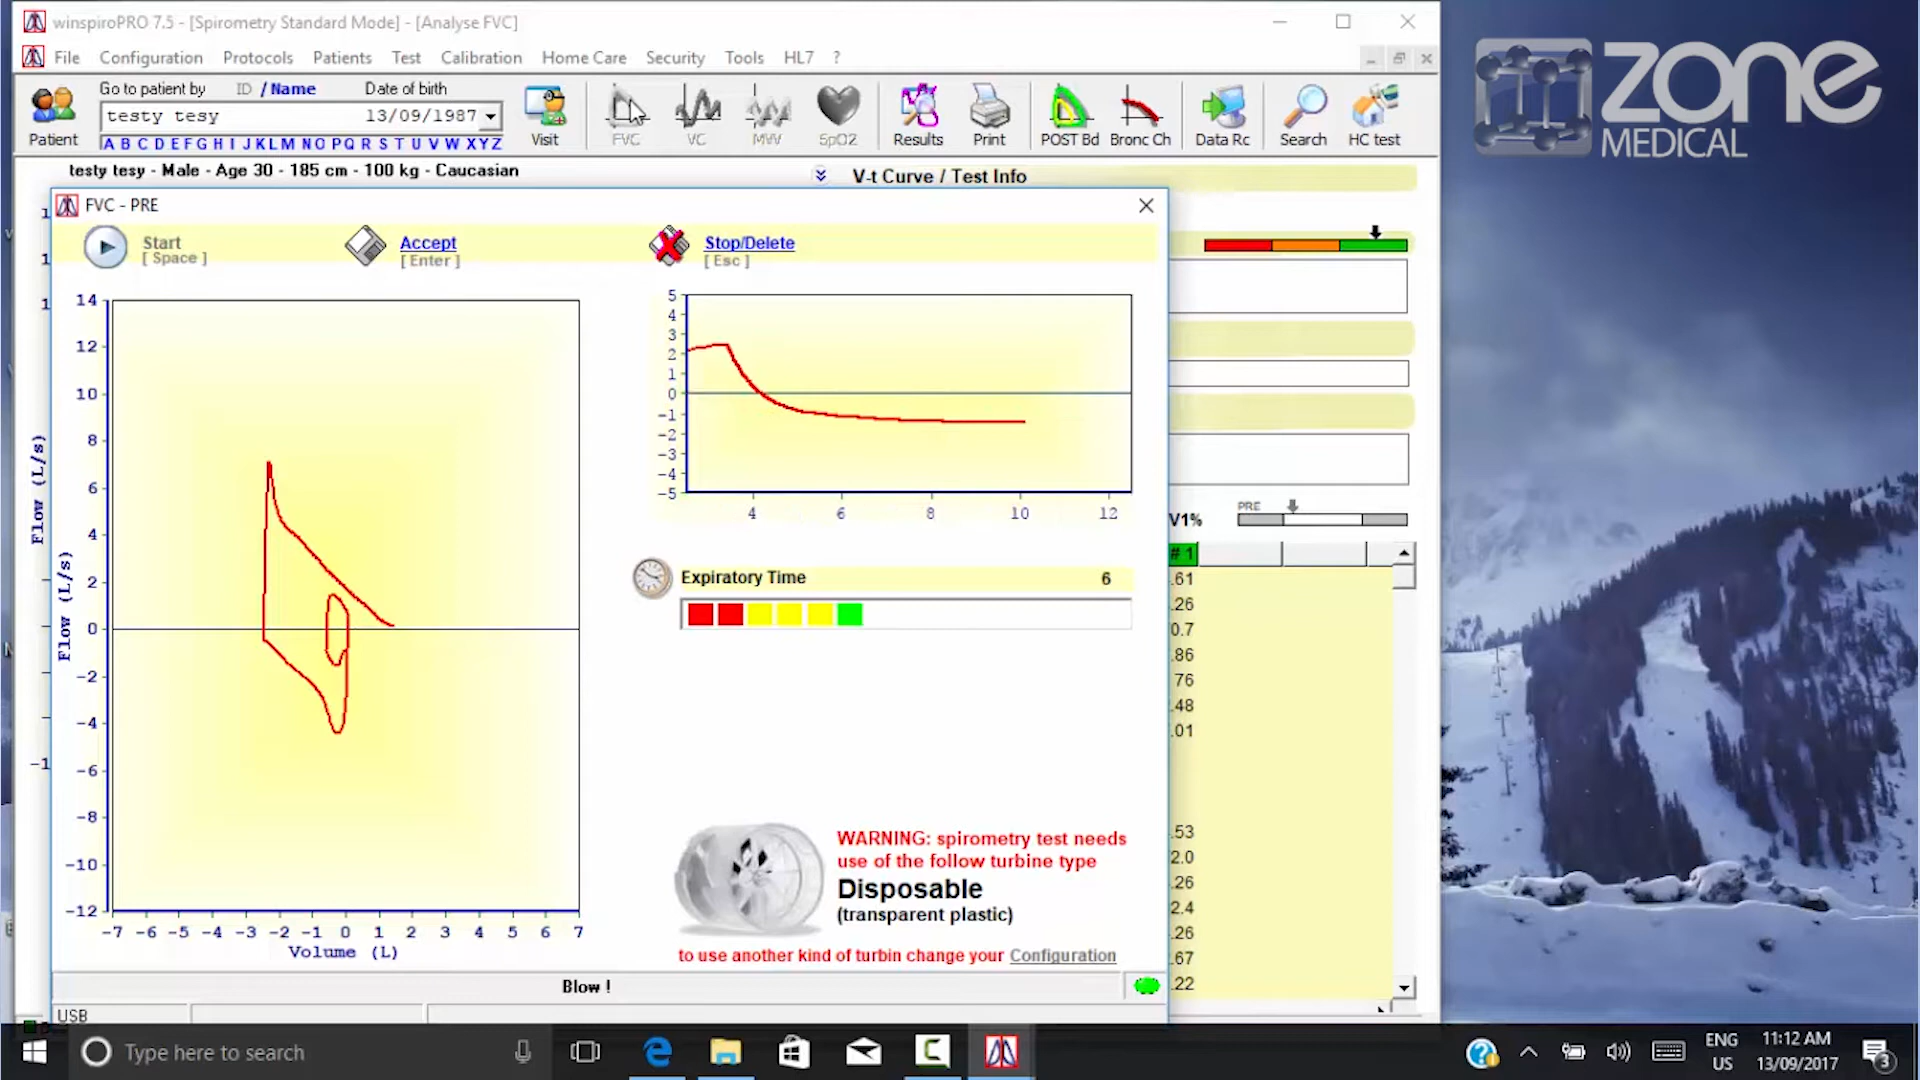 winspiroPRO 7.5 - [Spirometry Standard Mode] - [Analyse FVC]
File Configuration Protocols Patients Test Calibration Home Care Security Tools HL7 ?
Go to patient by ID / Name Date of birth
testy tesy 13/09/1987
A B C D E F G H I J K L M N O P Q R S T U V W X Y Z
Patient Visit FVC VC MVV SpO2 Results Print POST Bd Bronc Ch Data Rc Search HC test
zone
MEDICAL
testy tesy - Male - Age 30 - 185 cm - 100 kg - Caucasian
V-t Curve / Test Info
FVC - PRE
Start
[ Space ]
Accept
[ Enter ]
Stop/Delete
[ Esc ]
14
12
10
8
6
4
2
0
-2
-4
-6
-8
-10
-12
Flow (L/s)
Flow (L/s)
-7 -6 -5 -4 -3 -2 -1 0 1 2 3 4 5 6 7
Volume (L)
5
4
3
2
1
0
-1
-2
-3
-4
-5
4 6 8 10 12
Expiratory Time 6
WARNING: spirometry test needs
use of the follow turbine type
Disposable
(transparent plastic)
to use another kind of turbin change your Configuration
Blow !
USB
V1%
PRE
# 1
.61
.26
0.7
.86
76
.48
.01
.53
2.0
.26
2.4
.26
.67
.22
Type here to search
ENG
US
11:12 AM
13/09/2017
3